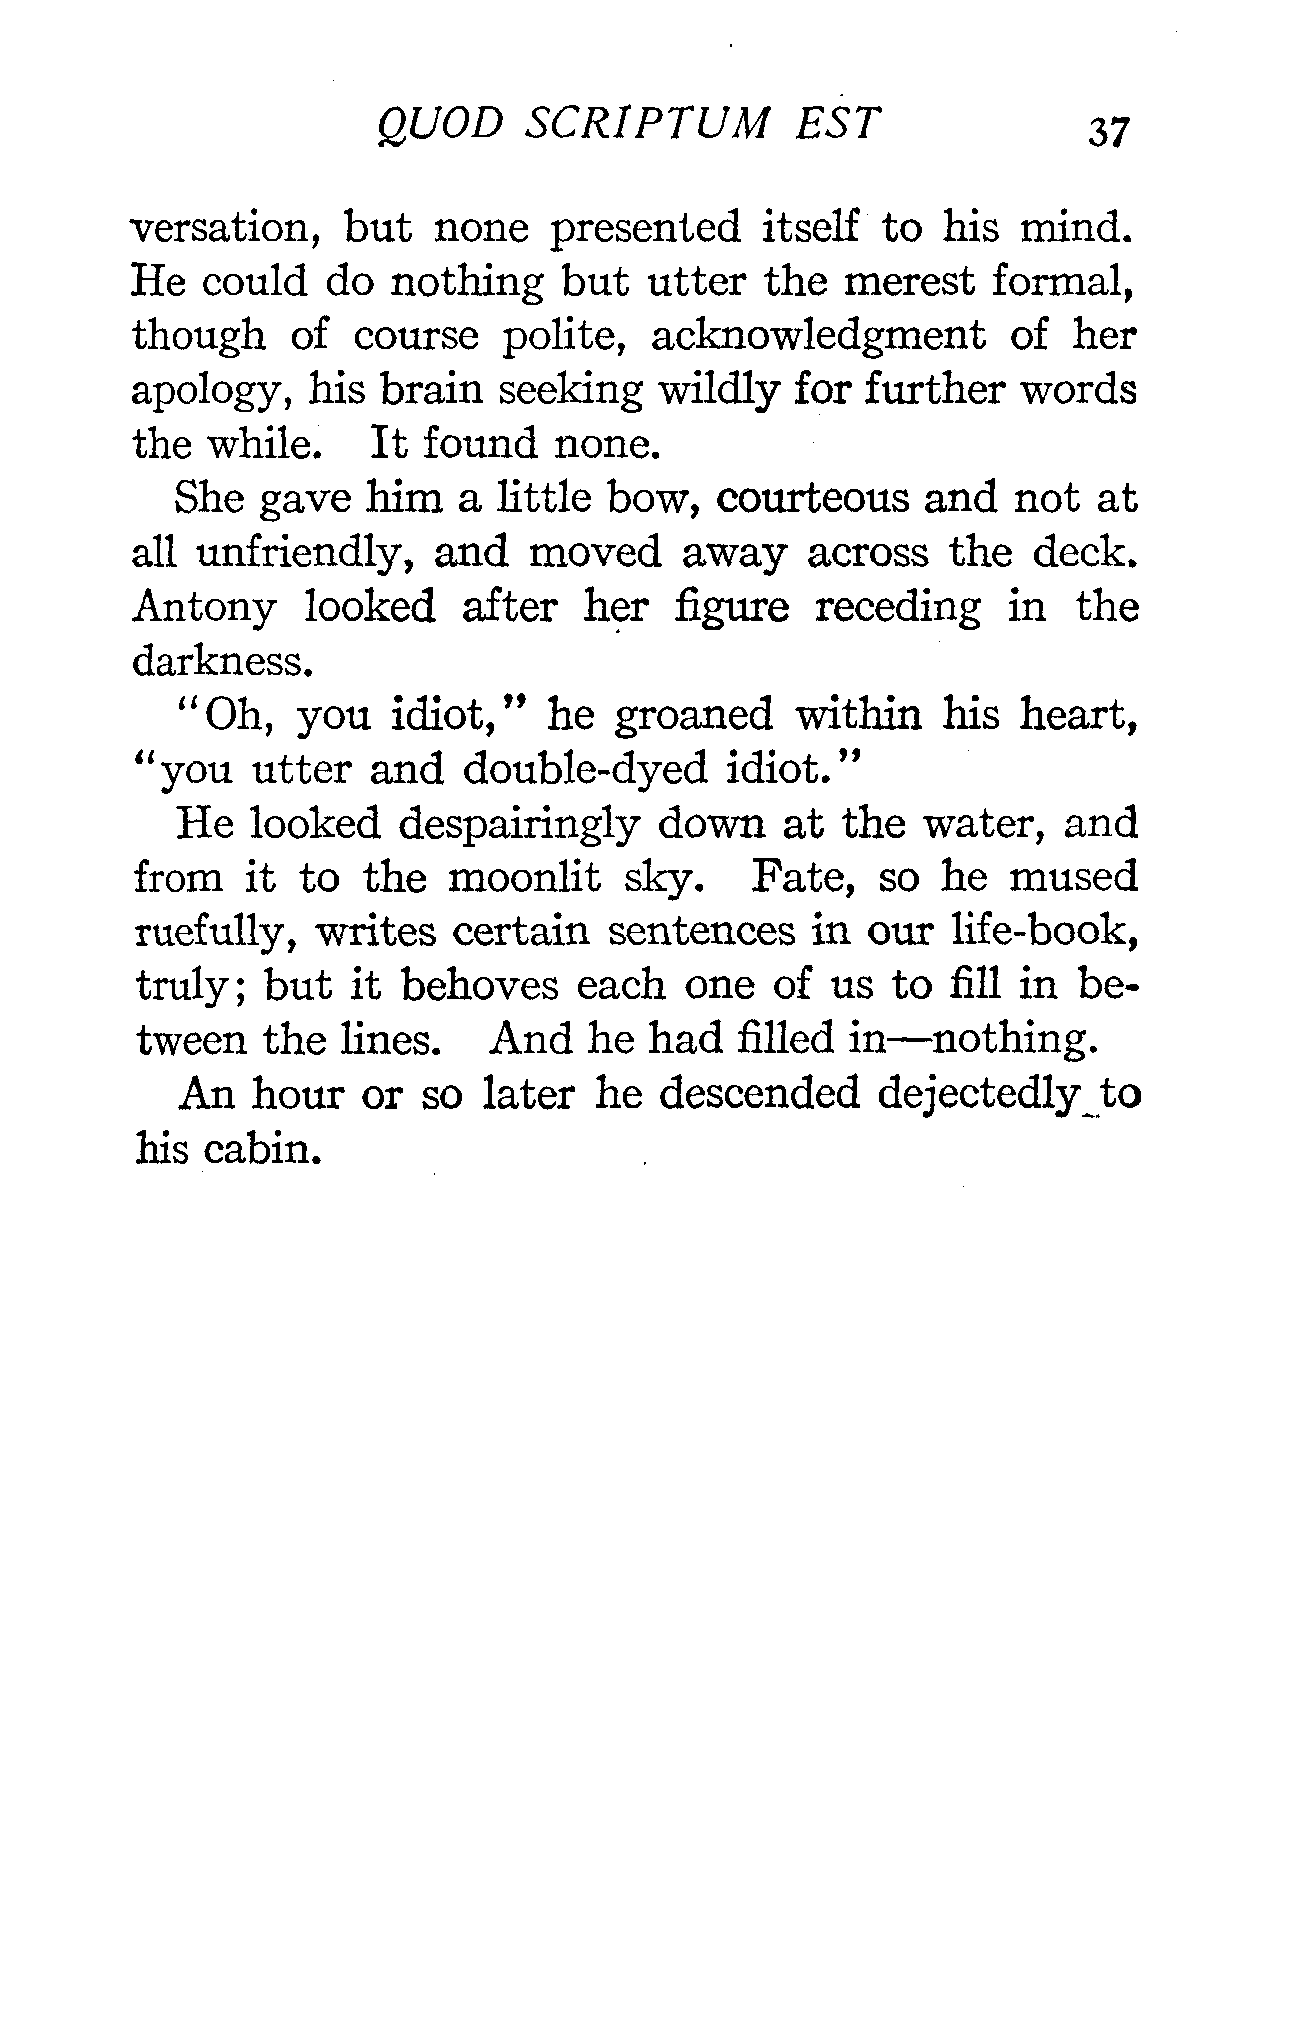 QUOD SCRIPTUM EST 37
versation, but none presented itself to his mind.
He could do nothing but utter the merest formal,
though of course polite, acknowledgment of her
apology, his brain seeking wildly for further words
the while. It found none.
She gave him a little bow, courteous and not at
all unfriendly, and moved away across the deck.
Antony looked after her figure receding in the
darkness.
"Oh, you idiot," he groaned within his heart,
"you utter and double-dyed idiot."
He looked despairingly down at the water, and
from it to the moonlit sky. Fate, so he mused
ruefully, writes certain sentences in our life-book,
truly; but it behoves each one of us to fill in be-
tween the lines. And he had filled in—nothing.
An hour or so later he descended dejectedly to
his cabin.